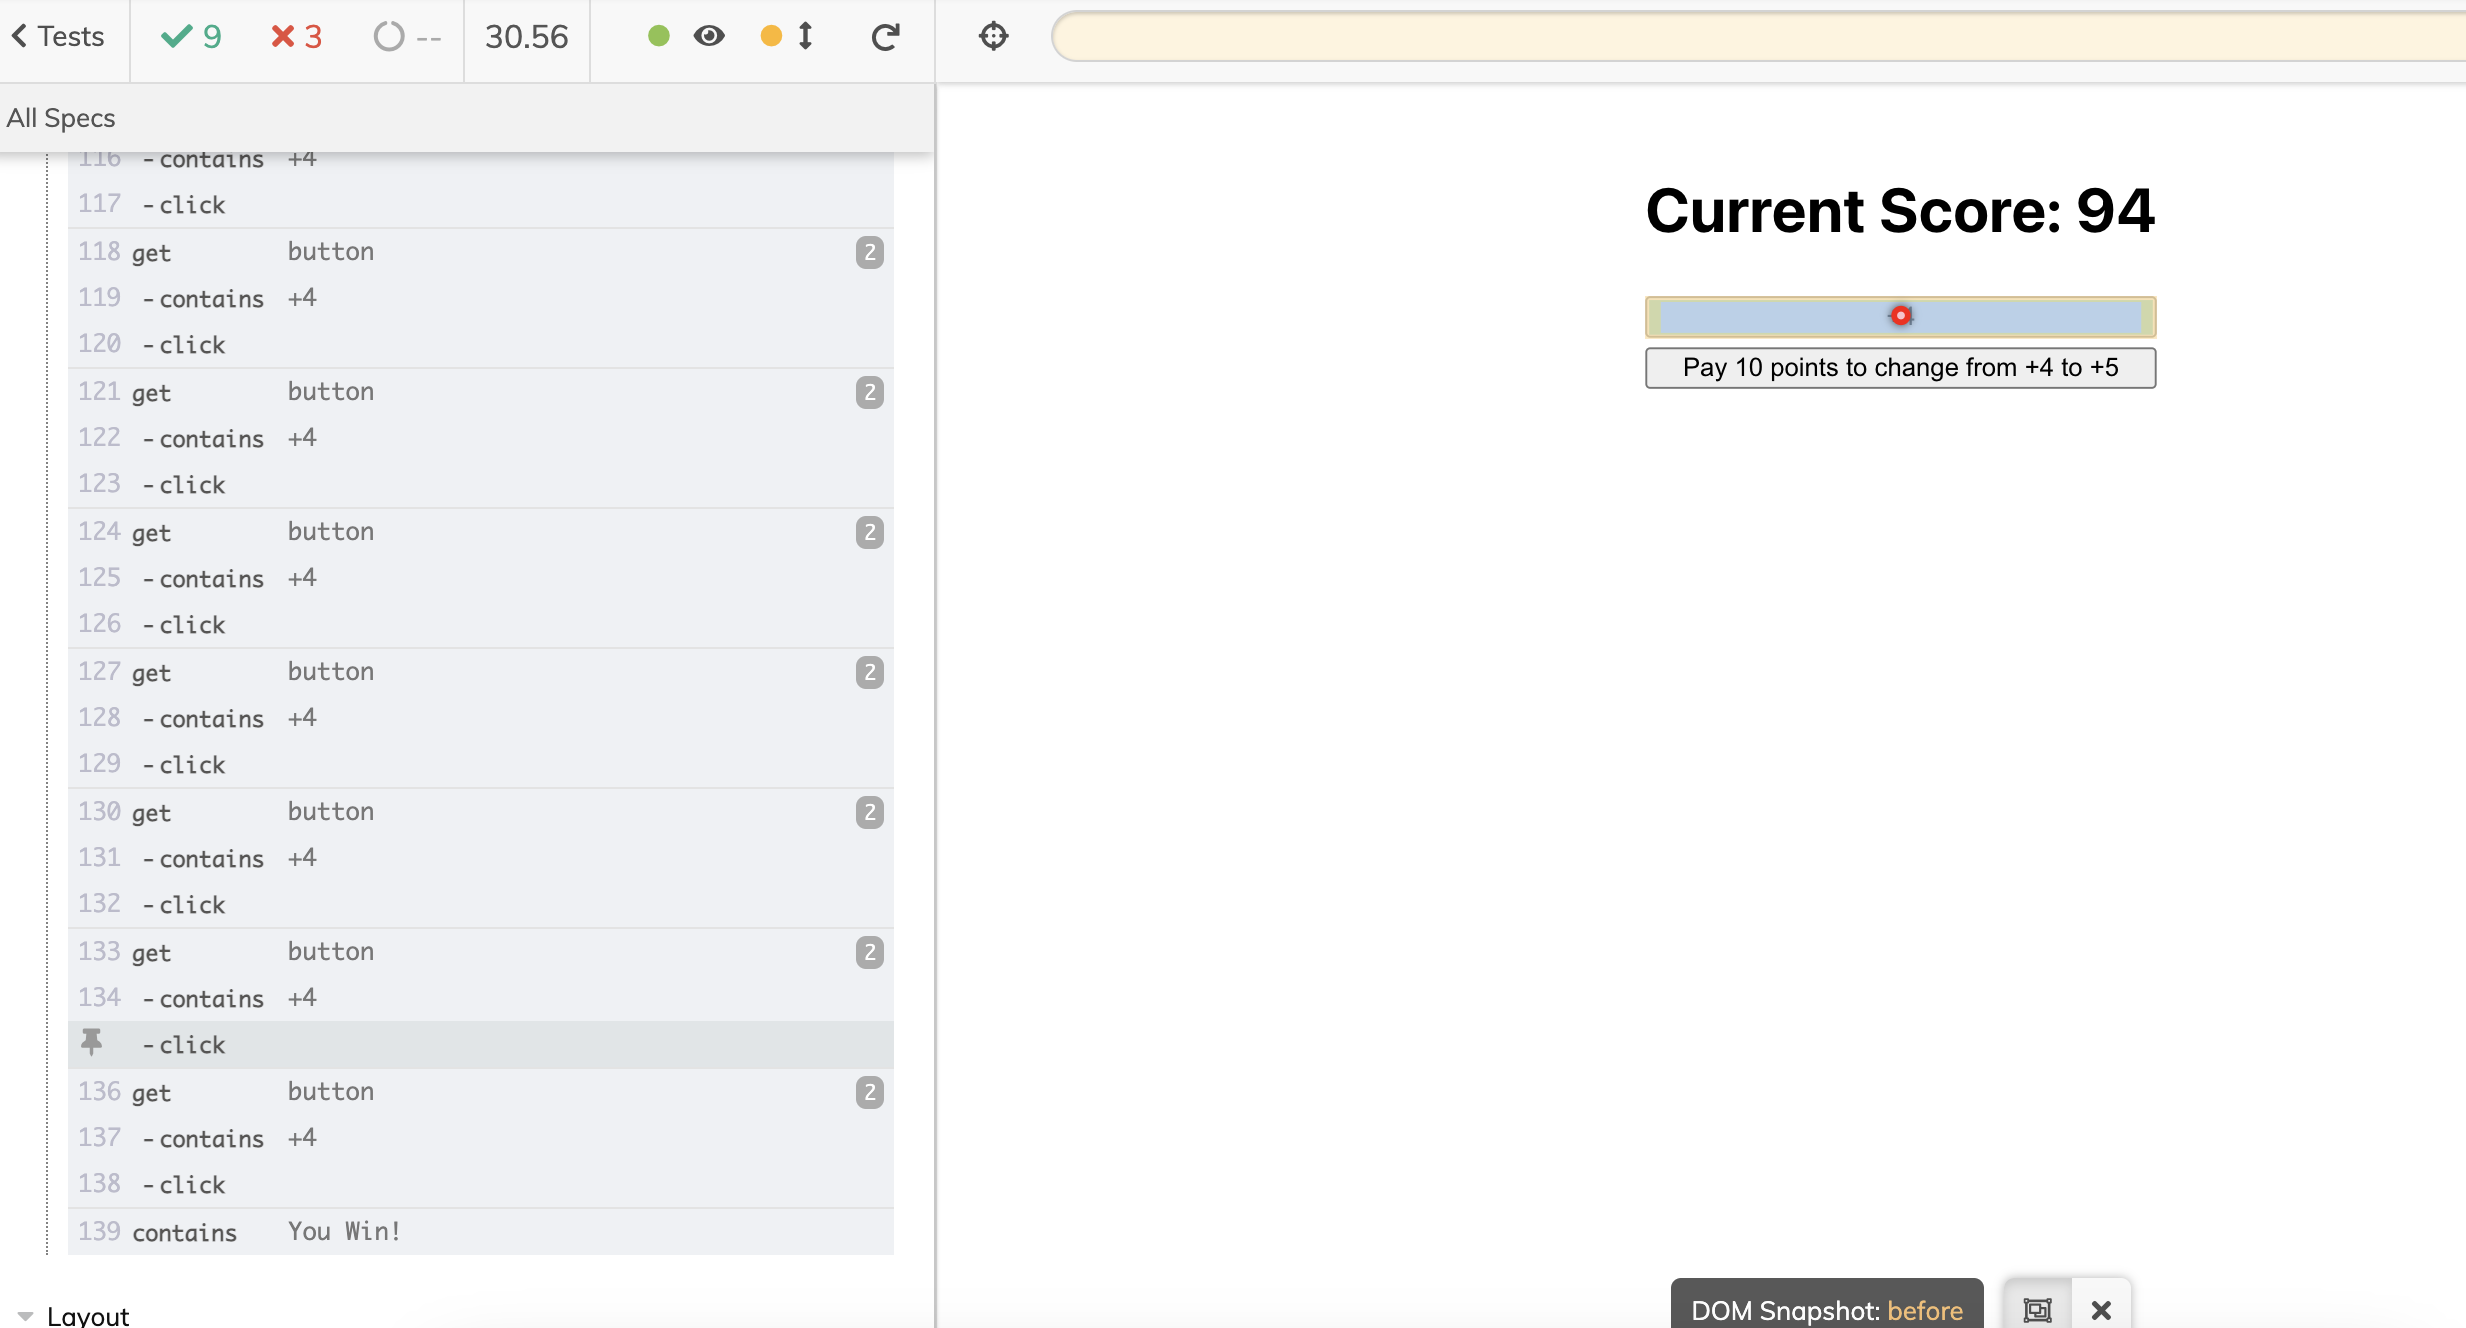 Tests 9 3 -- 30.56
All Specs
116 -contains +4
117 -click
118 get button 2
119 -contains +4
120 -click
121 get button 2
122 -contains +4
123 -click
124 get button 2
125 -contains +4
126 -click
127 get button 2
128 -contains +4
129 -click
130 get button 2
131 -contains +4
132 -click
133 get button 2
134 -contains +4
-click
136 get button 2
137 -contains +4
138 -click
139 contains You Win!
Layout
Current Score: 94
Pay 10 points to change from +4 to +5
DOM Snapshot: before